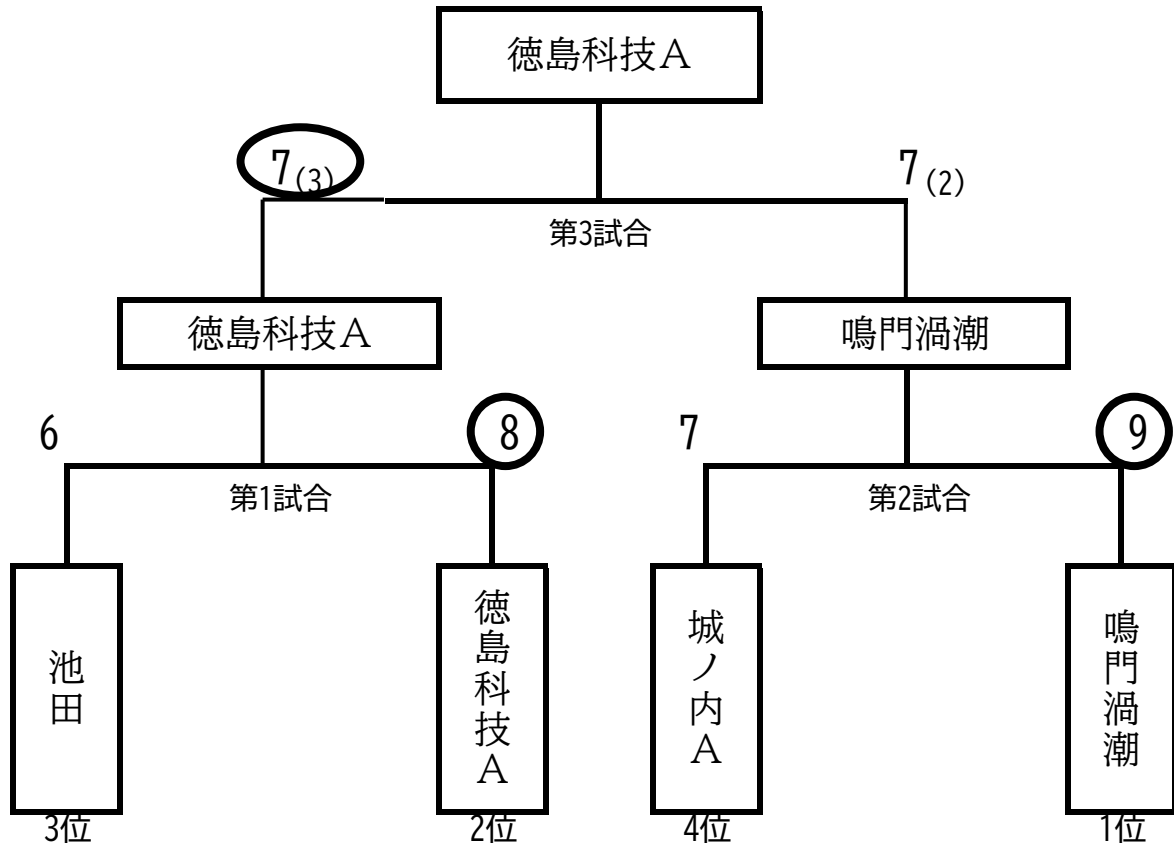 徳島科技A
7(3)
7(2)
第3試合
徳島科技A
鳴門渦潮
6
8
7
9
第1試合
第2試合
池田
徳島科技A
城ノ内A
鳴門渦潮
3位
2位
4位
1位